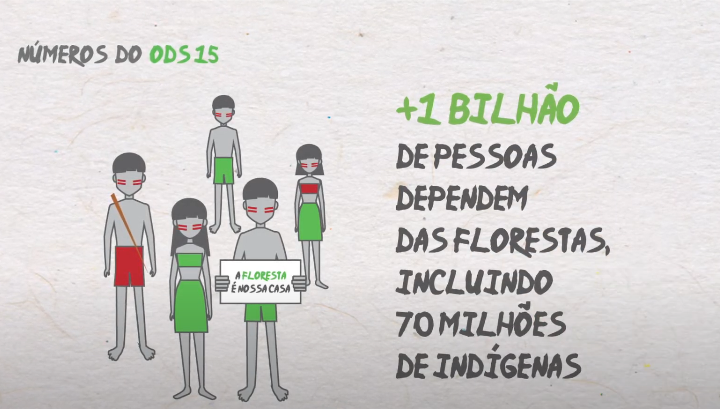 NÚMEROS DO ODS 15
+1 BILHÃO
DE PESSOAS
DEPENDEM
DAS FLORESTAS,
INCLUINDO
70 MILHÕES
DE INDÍGENAS
A FLORESTA
É NOSSA CASA